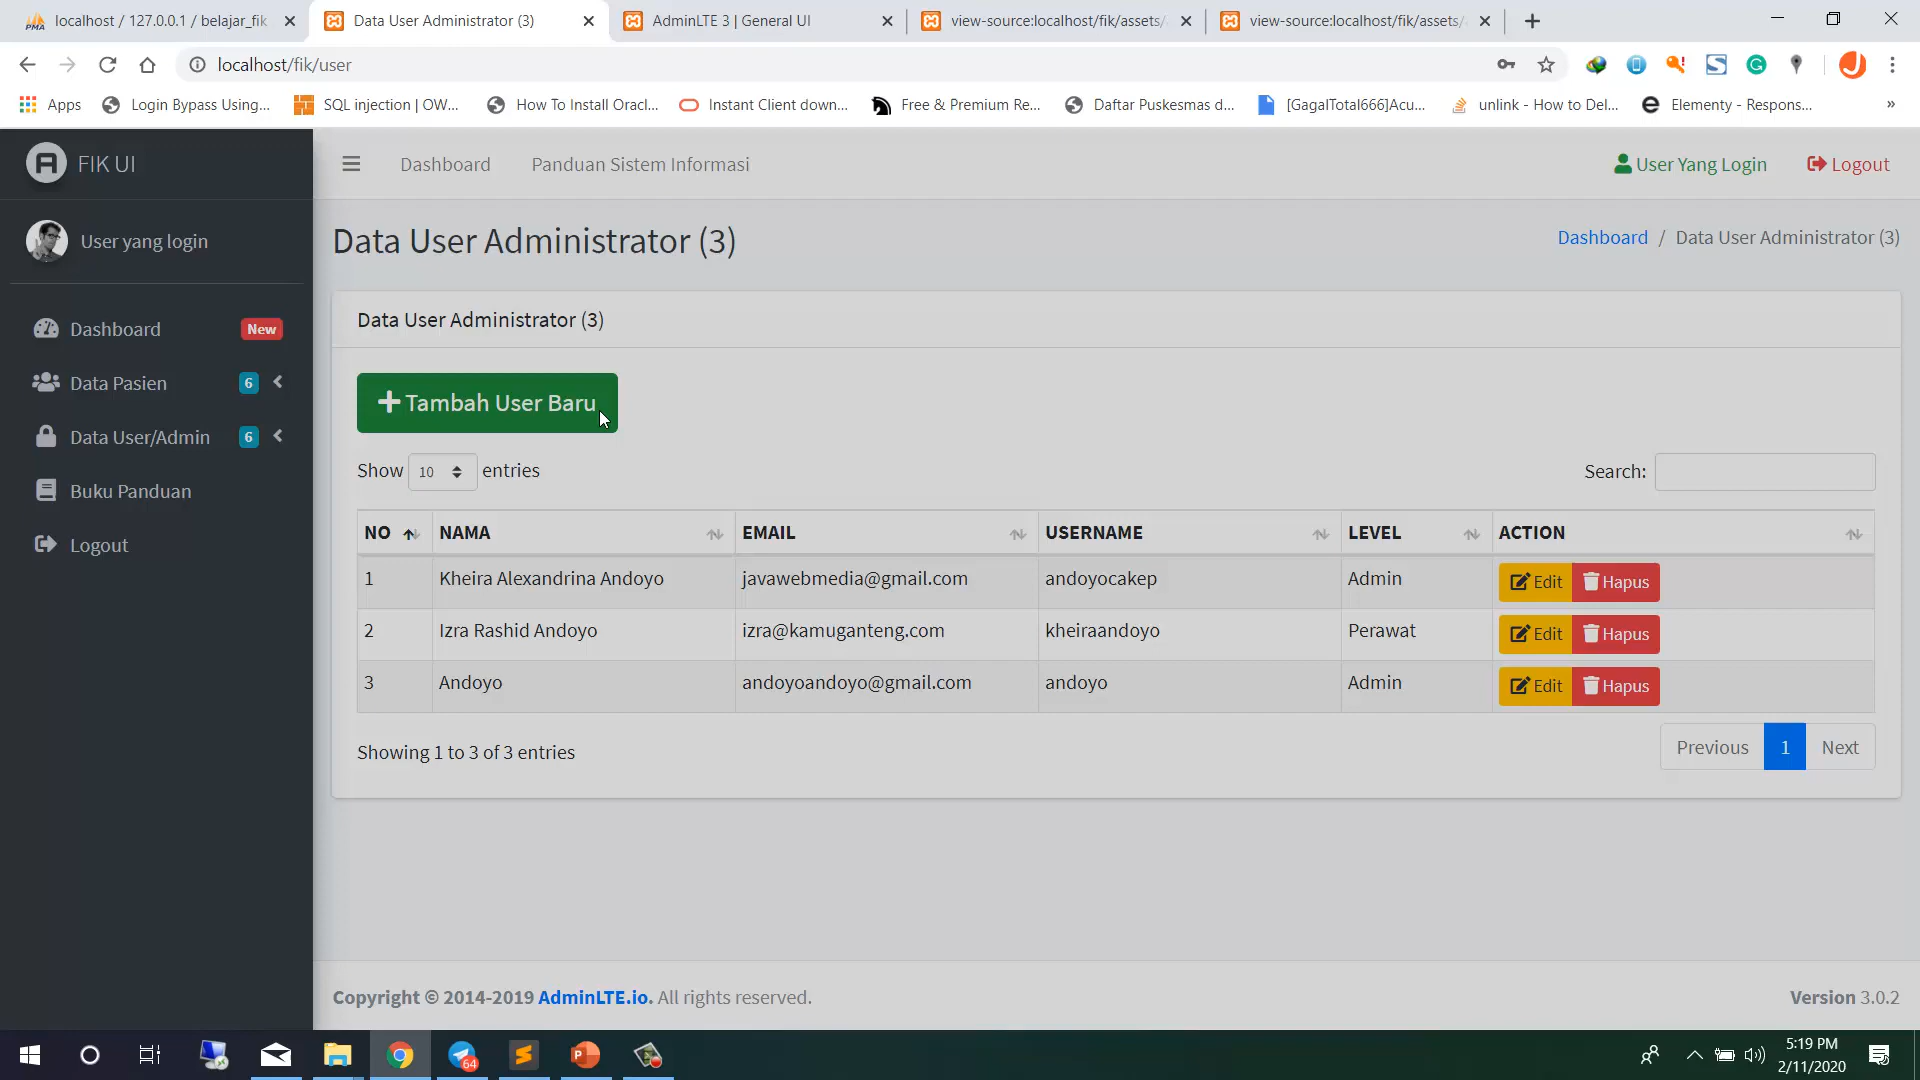 localhost / 127.0.0.1 / belajar_fik
Data User Administrator (3)
AdminLTE 3 | General UI
view-source:localhost/fik/assets/
view-source:localhost/fik/assets/
localhost/fik/user
Apps
Login Bypass Using...
SQL injection | OW...
How To Install Oracl...
Instant Client down...
Free & Premium Re...
Daftar Puskesmas d...
[GagalTotal666]Acu...
unlink - How to Del...
Elementy - Respons...
»
FIK UI
Dashboard
Panduan Sistem Informasi
User Yang Login
Logout
User yang login
Dashboard New
Data Pasien 6
Data User/Admin 6
Buku Panduan
Logout
Data User Administrator (3)
Dashboard / Data User Administrator (3)
Data User Administrator (3)
Tambah User Baru
Show 10 entries
Search:
NO NAMA EMAIL USERNAME LEVEL ACTION
1 Kheira Alexandrina Andoyo javawebmedia@gmail.com andoyocakep Admin Edit Hapus
2 Izra Rashid Andoyo izra@kamuganteng.com kheiraandoyo Perawat Edit Hapus
3 Andoyo andoyoandoyo@gmail.com andoyo Admin Edit Hapus
Showing 1 to 3 of 3 entries
Previous 1 Next
Copyright © 2014-2019 AdminLTE.io. All rights reserved.
Version 3.0.2
64
5:19 PM
2/11/2020